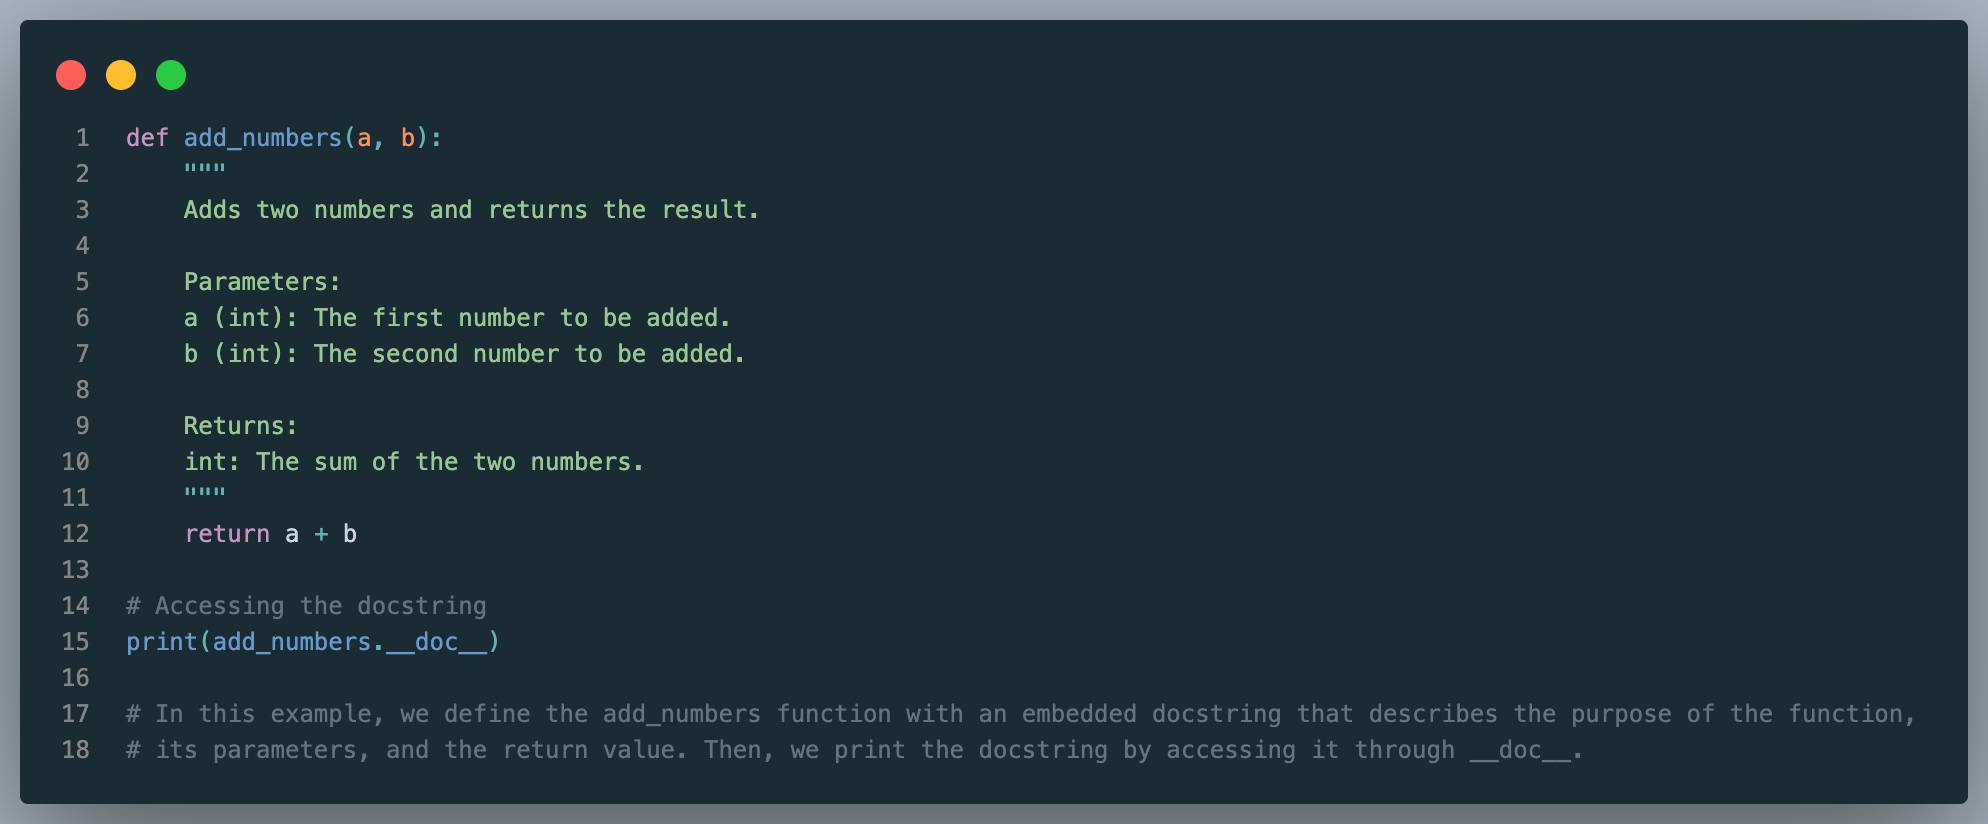 1 def add_numbers(a, b):
2     """
3     Adds two numbers and returns the result.
4
5     Parameters:
6     a (int): The first number to be added.
7     b (int): The second number to be added.
8
9     Returns:
10     int: The sum of the two numbers.
11     """
12     return a + b
13
14 # Accessing the docstring
15 print(add_numbers.__doc__)
16
17 # In this example, we define the add_numbers function with an embedded docstring that describes the purpose of the function,
18 # its parameters, and the return value. Then, we print the docstring by accessing it through __doc__.